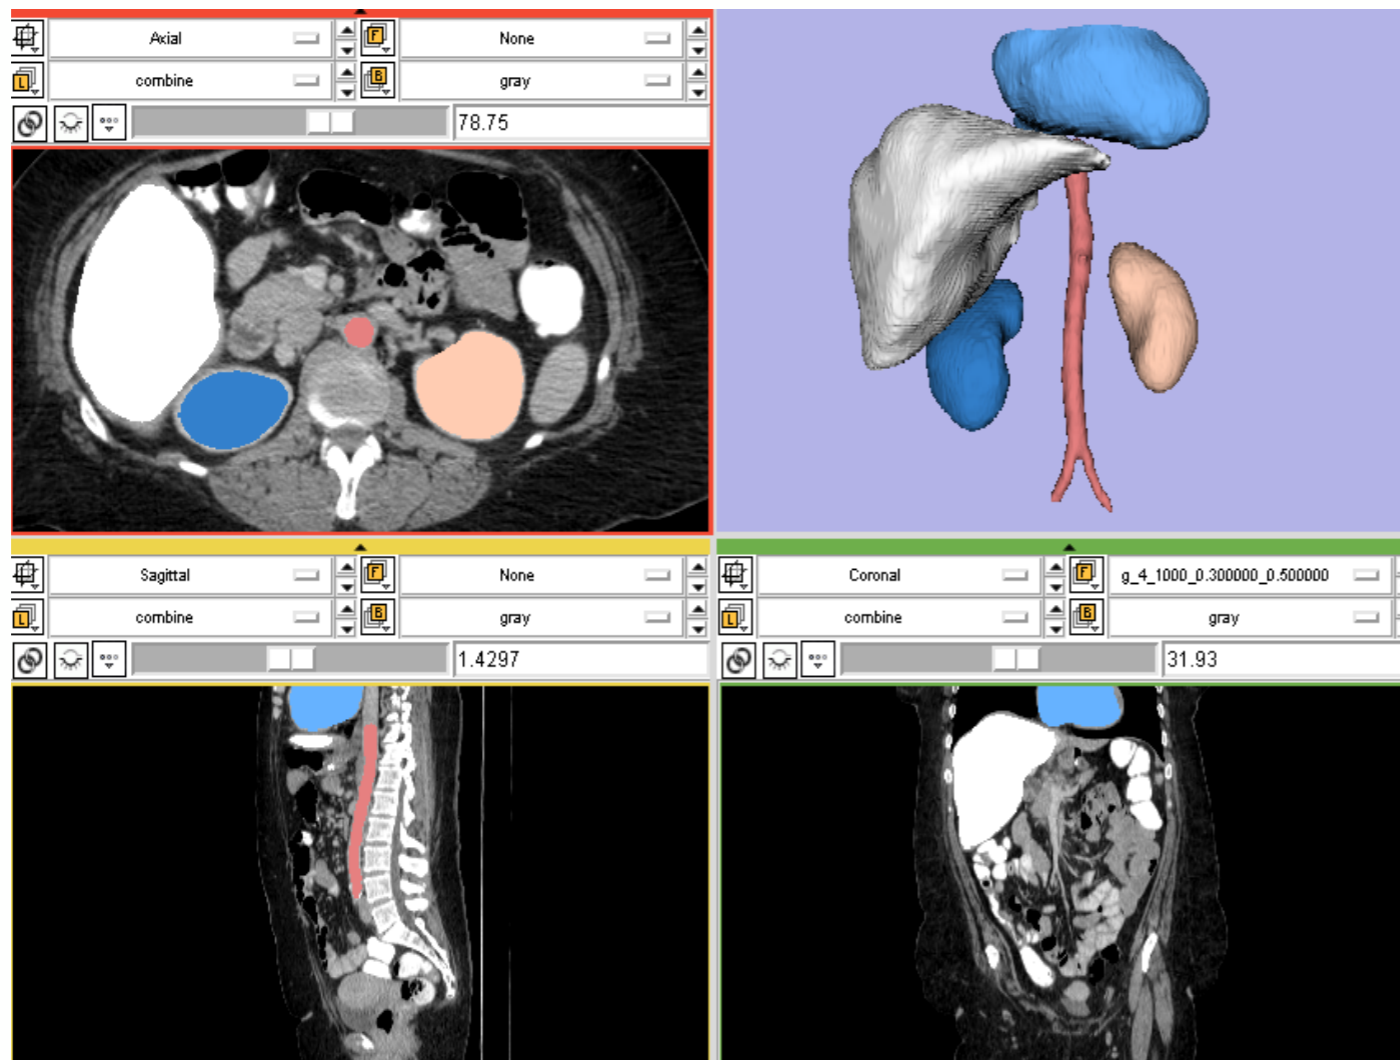 Axial F None
L combine B gray
78.75
Sagittal F None
L combine B gray
1.4297
Coronal F g_4_1000_0.300000_0.500000
L combine B gray
31.93